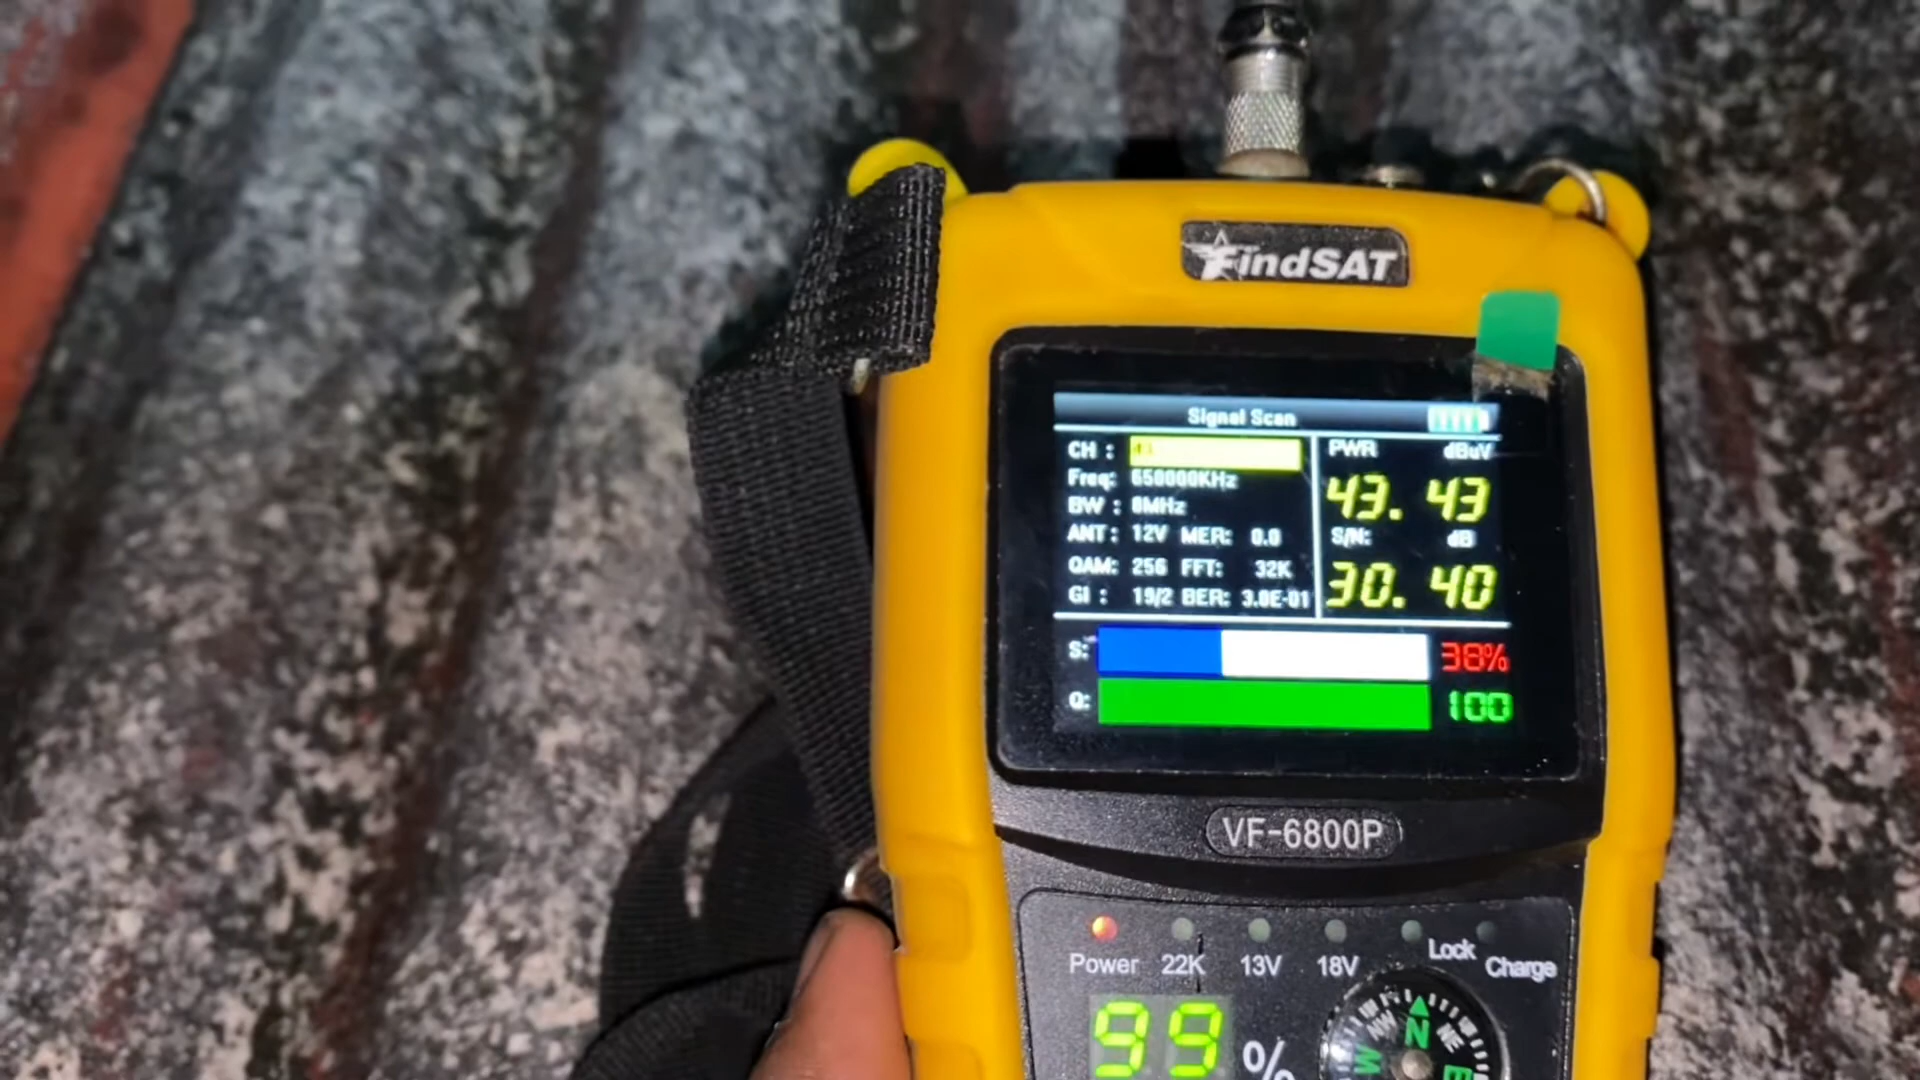 FindSAT
Signal Scan
CH :
PWR dBuV
Freq: 650000KHz
43. 43
BW : 8MHz
ANT : 12V MER: 0.0
S/N: dB
QAM: 256 FFT: 32K
30. 40
GI : 19/2 BER: 3.0E-01
S: 38%
Q: 100
VF-6800P
Power 22K 13V 18V Lock Charge
99 %
N
NW NE
W E